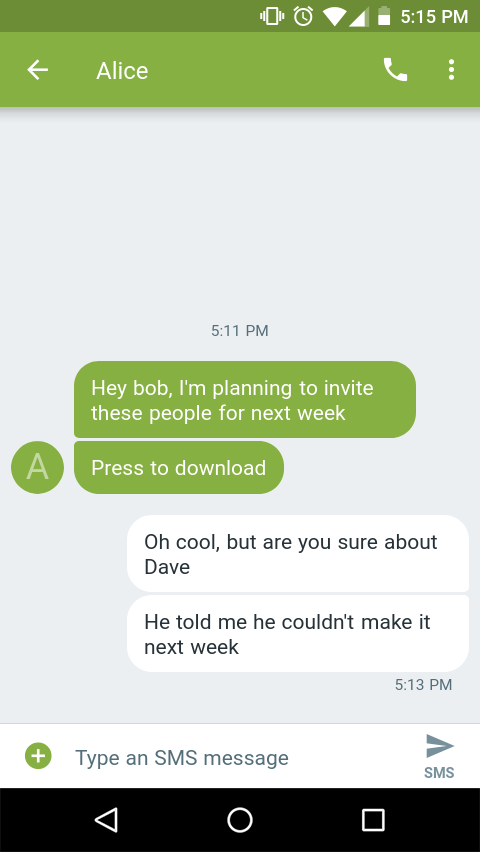 5:15 PM
Alice
5:11 PM
Hey bob, I'm planning to invite
these people for next week
A
Press to download
Oh cool, but are you sure about
Dave
He told me he couldn't make it
next week
5:13 PM
Type an SMS message
SMS